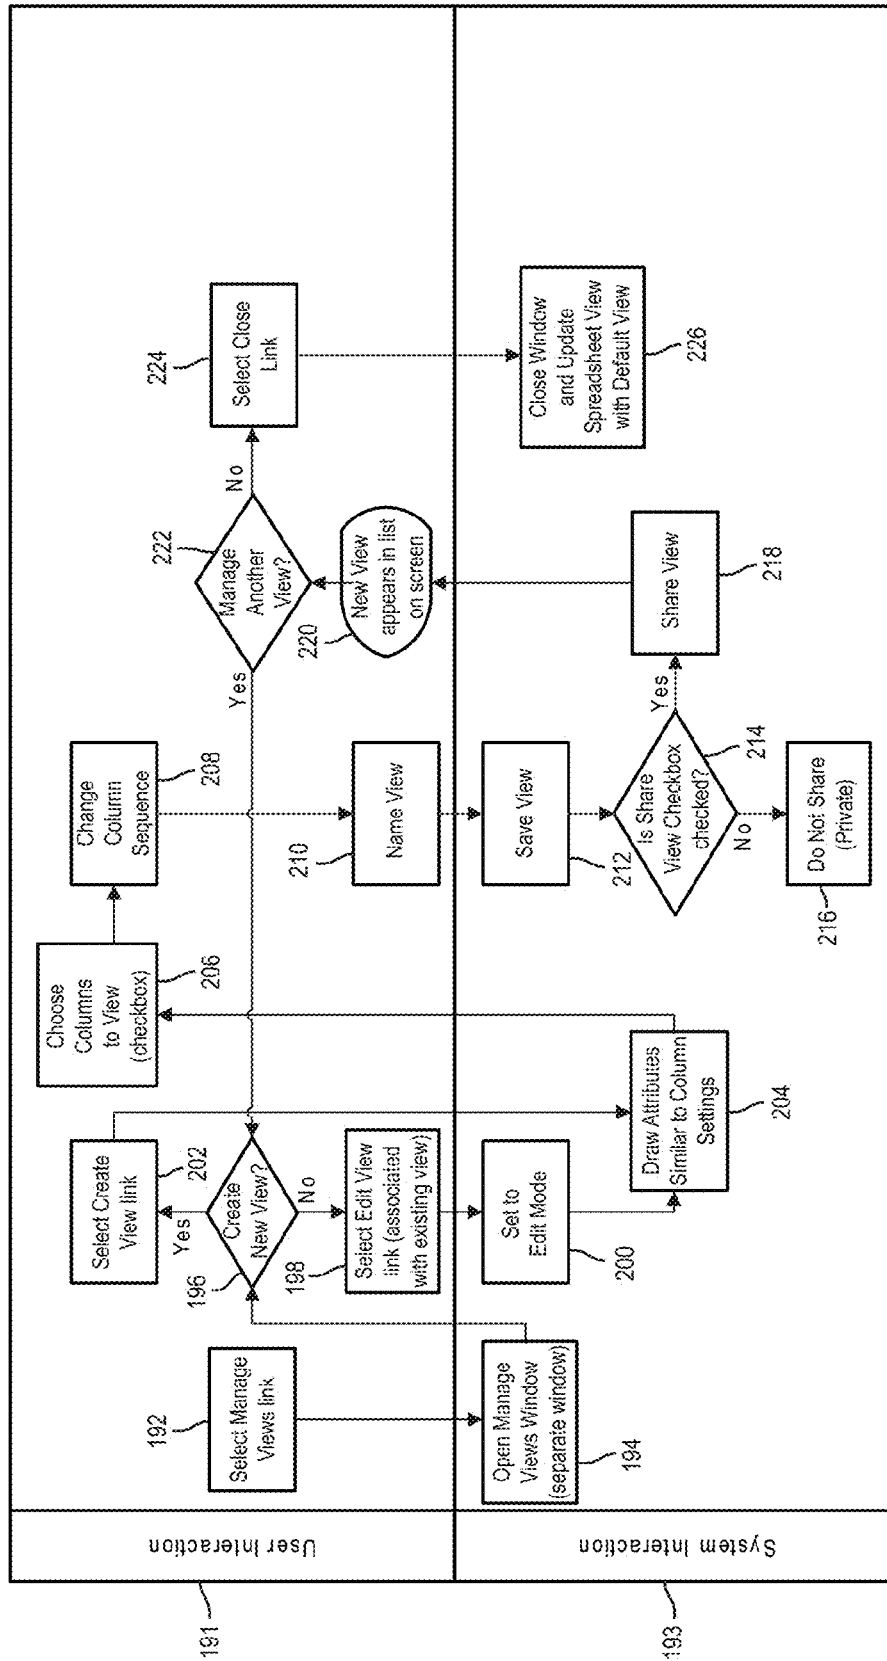 191
User Interaction
192
Select Manage
Views link
196
Create
New View?
Yes
No
Select Create
View link
202
198
Select Edit View
link (associated
with existing view)
Choose
Columns
to View
(checkbox)
206
Change
Column
Sequence
208
210
Name View
Yes
Manage
Another
View?
222
No
220
New View
appears in list
on screen
224
Select Close
Link
193
System Interaction
Open Manage
Views Window
(separate window)
194
Set to
Edit Mode
200
Draw Attributes
Similar to Column
Settings
204
Save View
212
Is Share
View Checkbox
checked?
214
Yes
No
216
Do Not Share
(Private)
Share View
218
Close Window
and Update
Spreadsheet View
with Default View
226